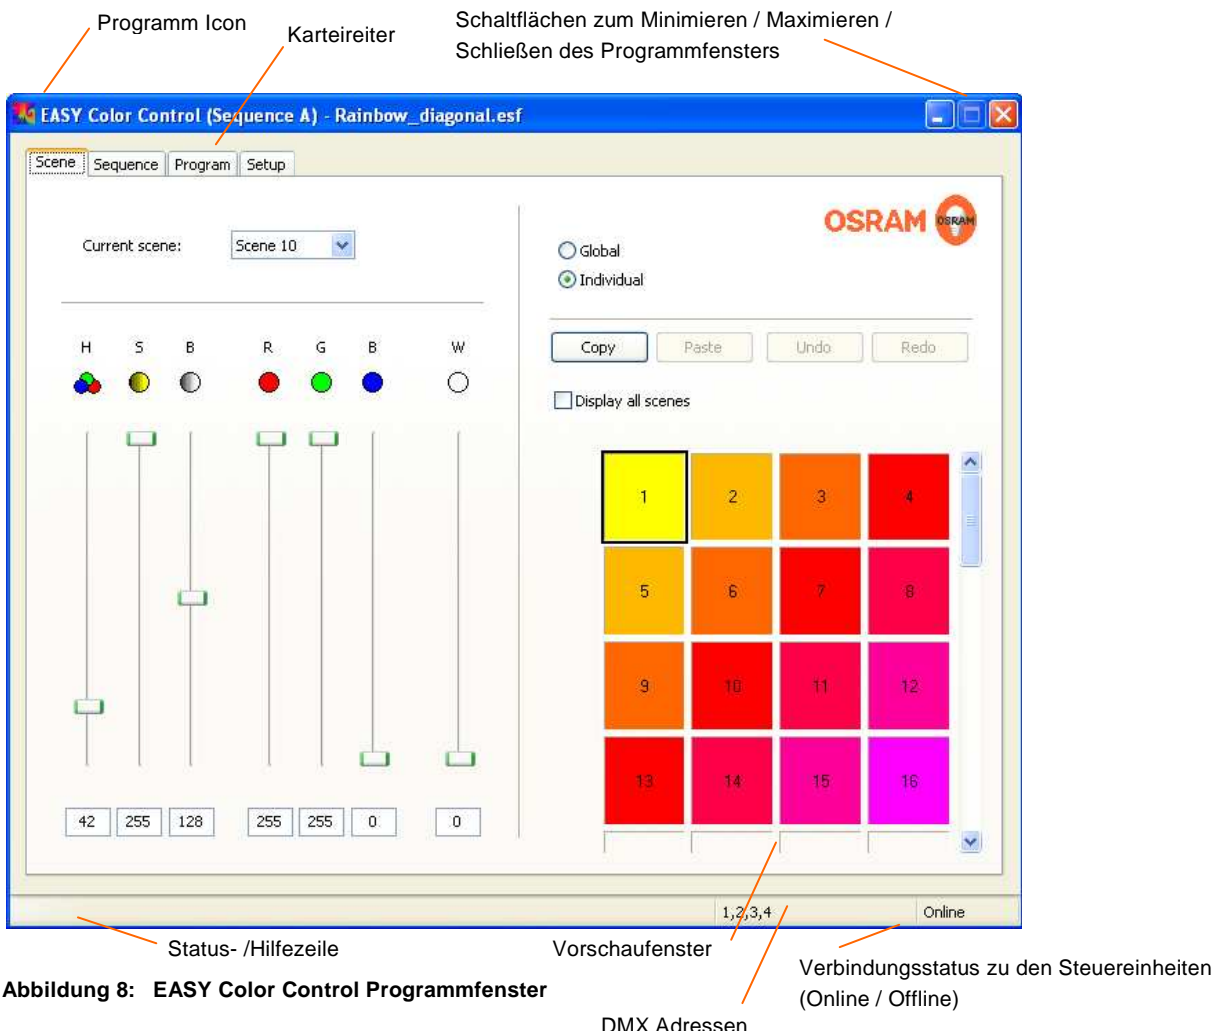 Programm Icon
Karteireiter
Schaltflächen zum Minimieren / Maximieren /
Schließen des Programmfensters
EASY Color Control (Sequence A) - Rainbow_diagonal.esf
Scene Sequence Program Setup
OSRAM OSRAM
Current scene: Scene 10
Global
Individual
H S B R G B W
Copy Paste Undo Redo
Display all scenes
1 2 3 4
5 6 7 8
9 10 11 12
13 14 15 16
42 255 128 255 255 0 0
1,2,3,4 Online
Status- /Hilfezeile
Vorschaufenster
Verbindungsstatus zu den Steuereinheiten
(Online / Offline)
Abbildung 8: EASY Color Control Programmfenster
DMX Adressen